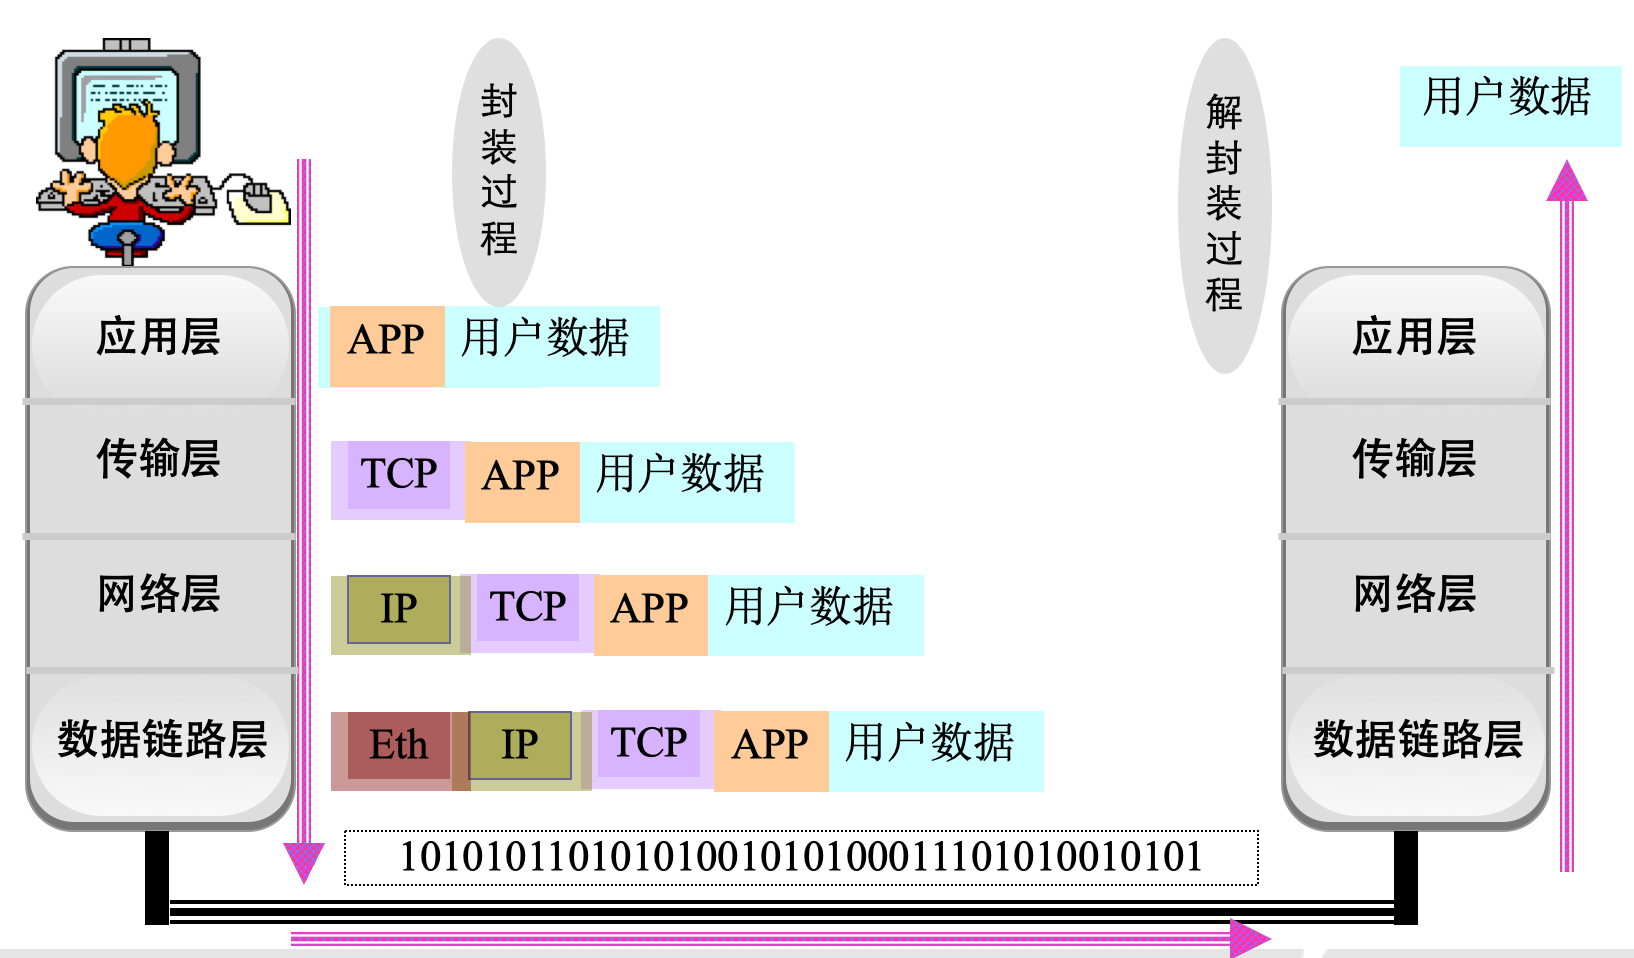 封装过程
解封装过程
用户数据
应用层
APP 用户数据
应用层
传输层
TCP APP 用户数据
传输层
网络层
IP TCP APP 用户数据
网络层
数据链路层
Eth IP TCP APP 用户数据
数据链路层
1010101101010100101010001110101001​0101